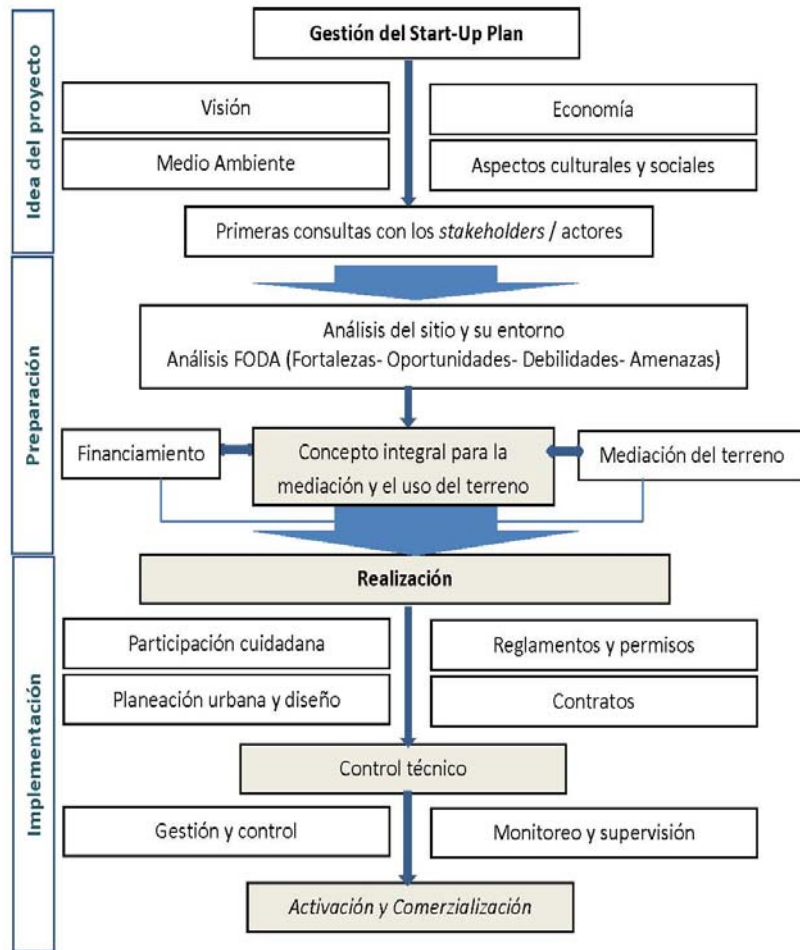 Idea del proyecto
Gestión del Start-Up Plan
Visión
Economía
Medio Ambiente
Aspectos culturales y sociales
Primeras consultas con los stakeholders / actores
Preparación
Análisis del sitio y su entorno
Análisis FODA (Fortalezas- Oportunidades- Debilidades- Amenazas)
Financiamiento
Concepto integral para la
mediación y el uso del terreno
Mediación del terreno
Implementación
Realización
Participación cuidadana
Reglamentos y permisos
Planeación urbana y diseño
Contratos
Control técnico
Gestión y control
Monitoreo y supervisión
Activación y Comerzialización